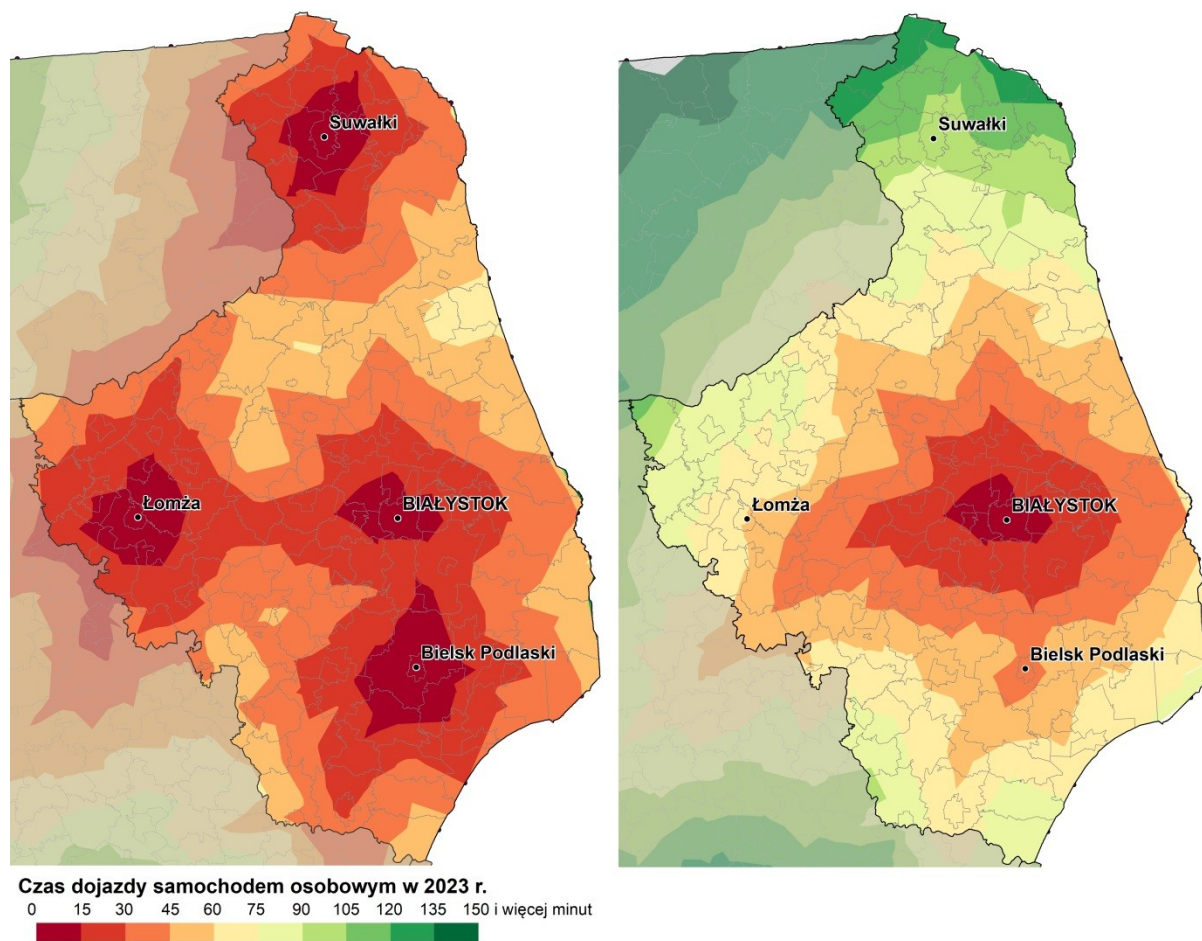 Suwałki
Łomża
BIAŁYSTOK
Bielsk Podlaski
Suwałki
Łomża
BIAŁYSTOK
Bielsk Podlaski
Czas dojazdy samochodem osobowym w 2023 r.
0 15 30 45 60 75 90 105 120 135 150 i więcej minut